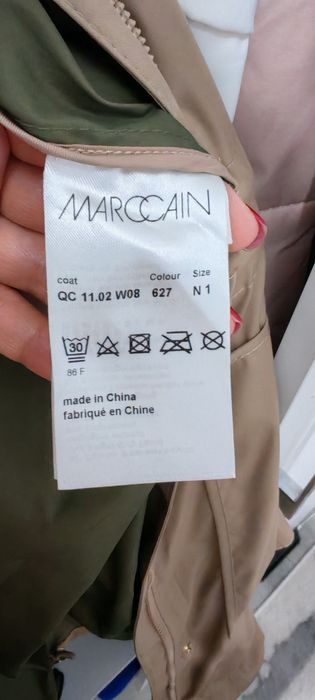 MARCCAIN
coat Colour Size
QC 11.02 W08 627 N 1
30
86 F
made in China
fabriqué en Chine